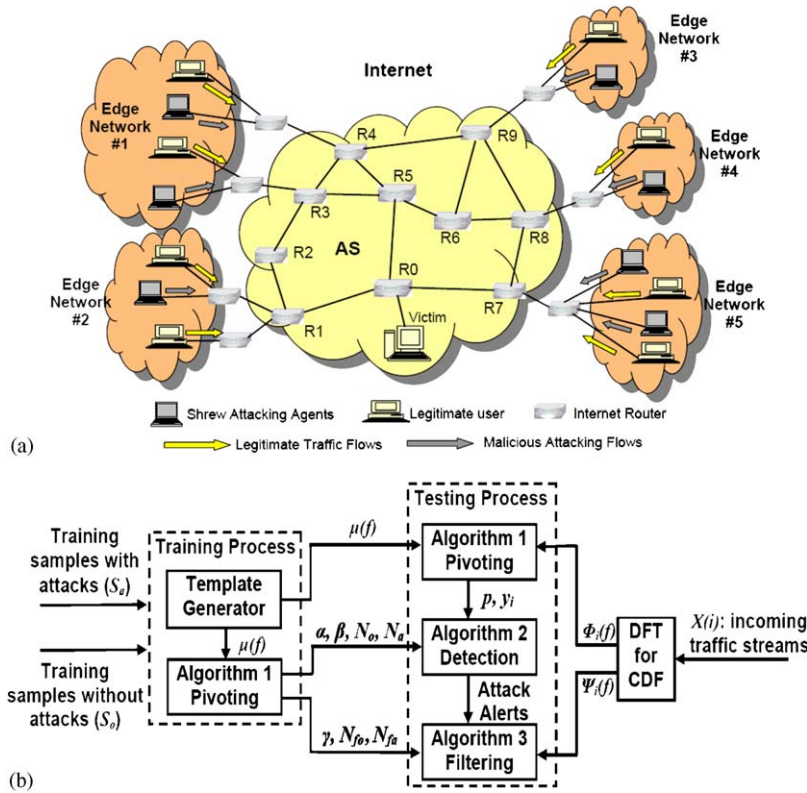 Internet
Edge
Network
#1
Edge
Network
#2
Edge
Network
#3
Edge
Network
#4
Edge
Network
#5
R4
R9
R5
R3
R6
R8
R2
AS
R0
R7
R1
Victim
Shrew Attacking Agents
Legitimate user
Internet Router
Legitimate Traffic Flows
Malicious Attacking Flows
(a)
Training
samples with
attacks (Sa)
Training
samples without
attacks (So)
Training Process
Template
Generator
μ(f)
Algorithm 1
Pivoting
μ(f)
α, β, No, Na
γ, Nfo, Nfa
Testing Process
Algorithm 1
Pivoting
p, yi
Algorithm 2
Detection
Attack
Alerts
Algorithm 3
Filtering
Φi(f)
Ψi(f)
DFT
for
CDF
X(i): incoming
traffic streams
(b)